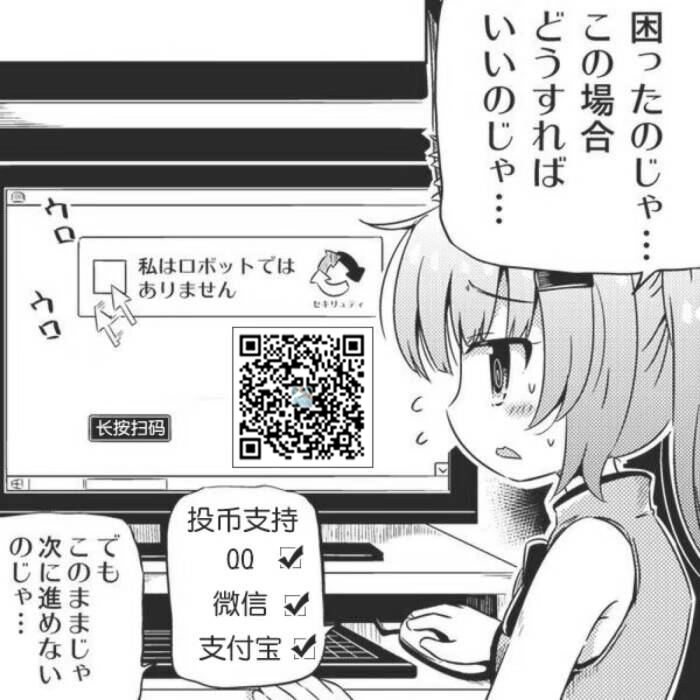 困ったのじゃ…
この場合
どうすれば
いいのじゃ…
ウロ
ウロ
私はロボットでは
ありません
セキリュティ
长按扫码
投币支持
QQ
微信
支付宝
でも
このままじゃ
次に進めない
のじゃ…